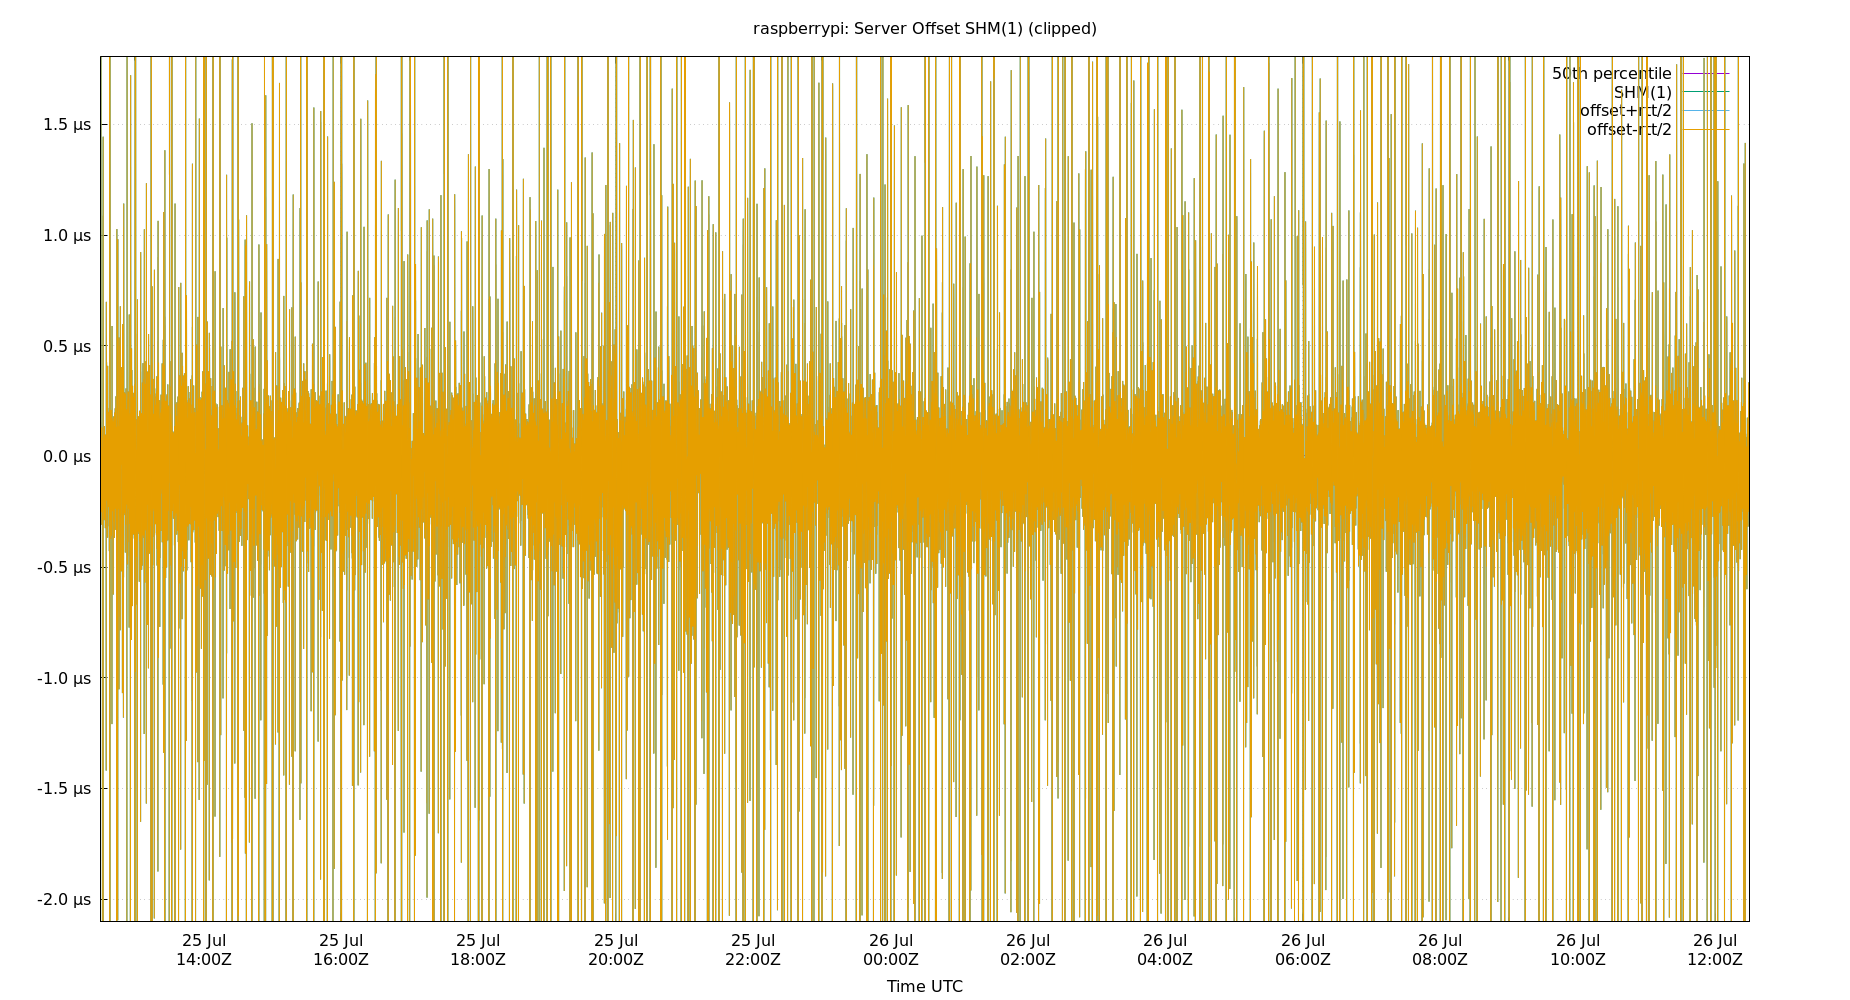 raspberrypi: Server Offset SHM(1) (clipped)
50th percentile
SHM(1)
offset+rtt/2
offset-rtt/2
1.5 µs
1.0 µs
0.5 µs
0.0 µs
-0.5 µs
-1.0 µs
-1.5 µs
-2.0 µs
25 Jul 25 Jul 25 Jul 25 Jul 25 Jul 26 Jul 26 Jul 26 Jul 26 Jul 26 Jul 26 Jul 26 Jul
14:00Z 16:00Z 18:00Z 20:00Z 22:00Z 00:00Z 02:00Z 04:00Z 06:00Z 08:00Z 10:00Z 12:00Z
Time UTC